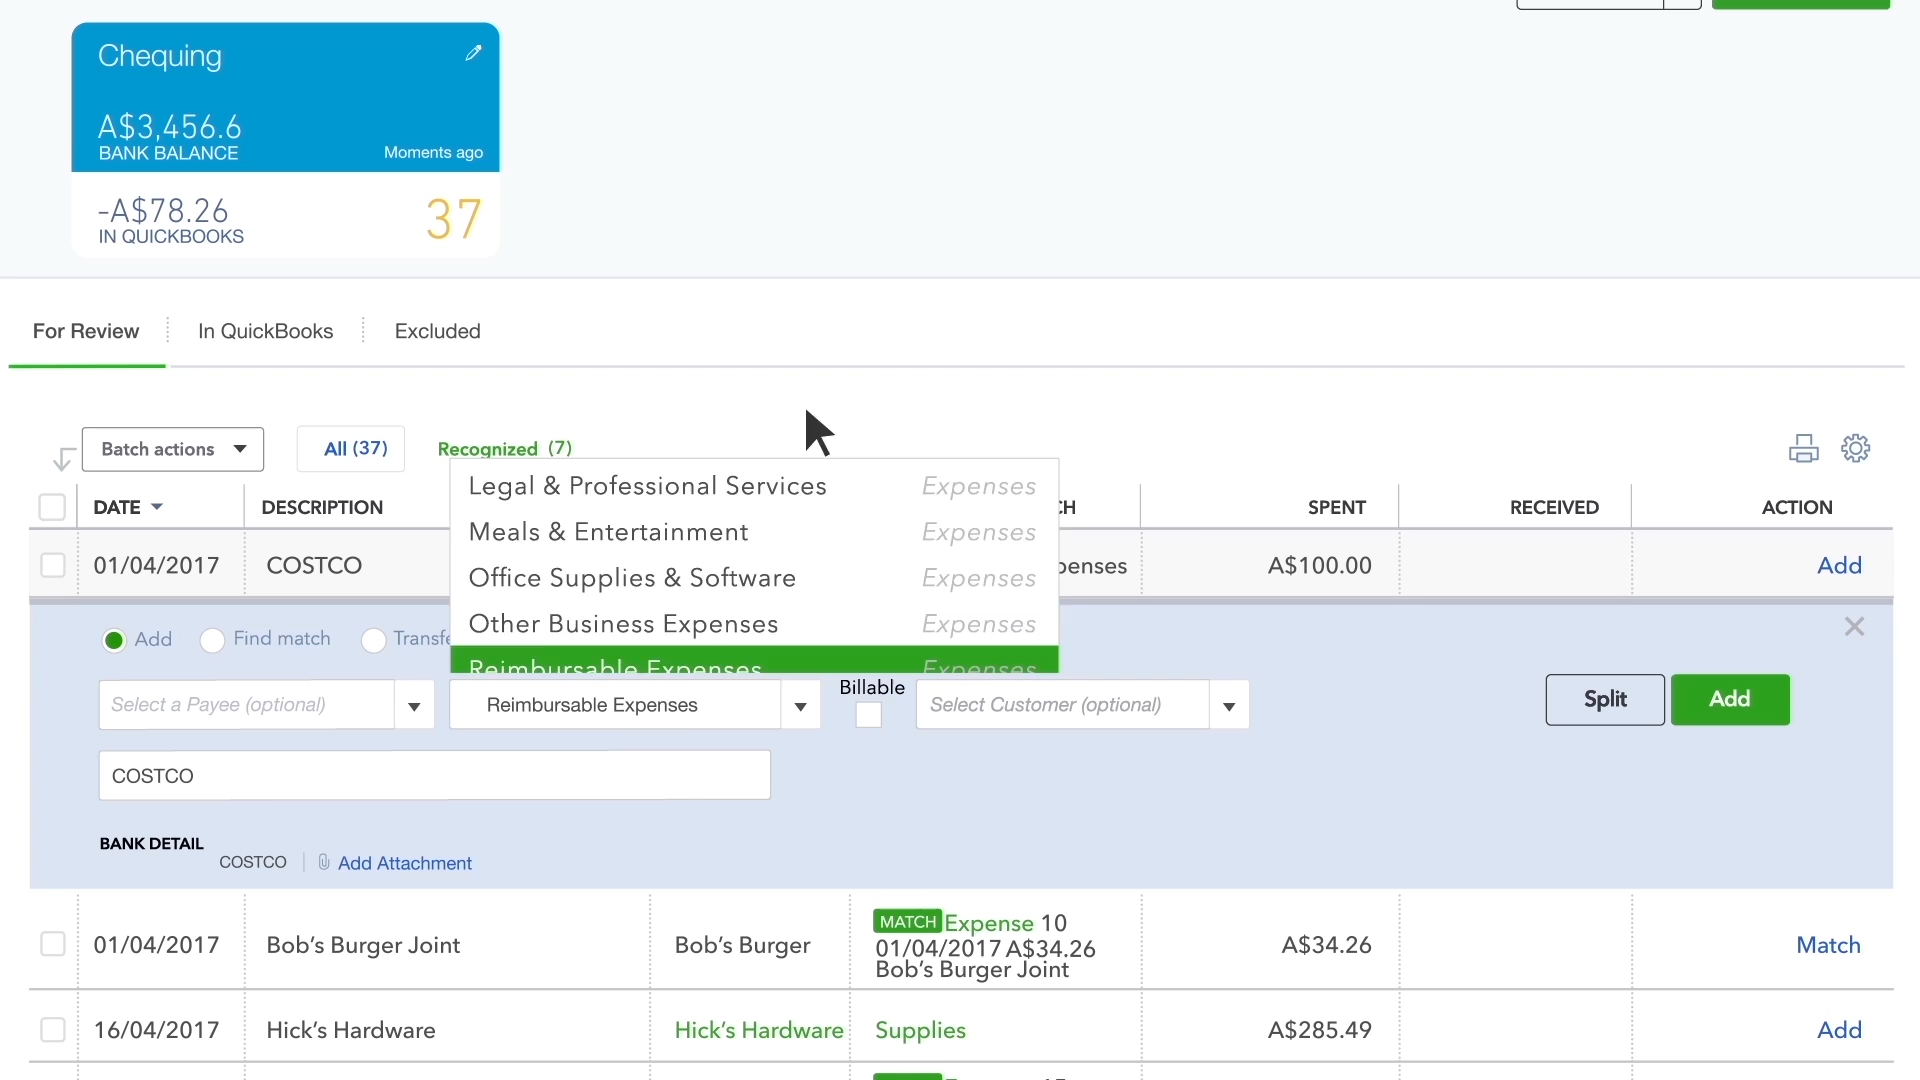 Chequing
A$3,456.6
BANK BALANCE
Moments ago
-A$78.26
IN QUICKBOOKS
37
For Review
In QuickBooks
Excluded
Batch actions
All (37)
Recognized (7)
DATE
DESCRIPTION
CH
SPENT
RECEIVED
ACTION
Legal & Professional Services Expenses
Meals & Entertainment Expenses
Office Supplies & Software Expenses
Other Business Expenses Expenses
Reimbursable Expenses Expenses
01/04/2017
COSTCO
penses
A$100.00
Add
Add
Find match
Transfe
Select a Payee (optional)
Reimbursable Expenses
Billable
Select Customer (optional)
Split
Add
COSTCO
BANK DETAIL
COSTCO
Add Attachment
01/04/2017
Bob's Burger Joint
Bob's Burger
MATCH Expense 10
01/04/2017 A$34.26
Bob's Burger Joint
A$34.26
Match
16/04/2017
Hick's Hardware
Hick's Hardware
Supplies
A$285.49
Add